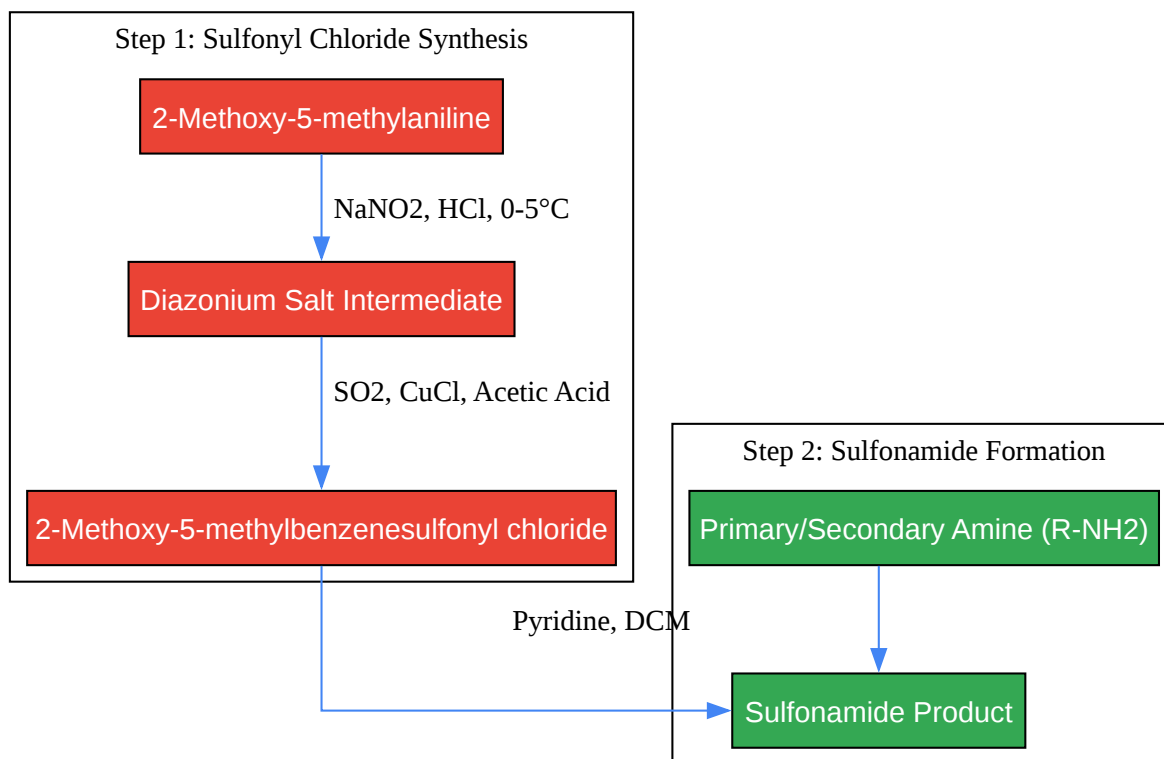 Step 1: Sulfonyl Chloride Synthesis
2-Methoxy-5-methylaniline
NaNO2, HCl, 0-5°C
Diazonium Salt Intermediate
SO2, CuCl, Acetic Acid
2-Methoxy-5-methylbenzenesulfonyl chloride
Step 2: Sulfonamide Formation
Primary/Secondary Amine (R-NH2)
Pyridine, DCM
Sulfonamide Product